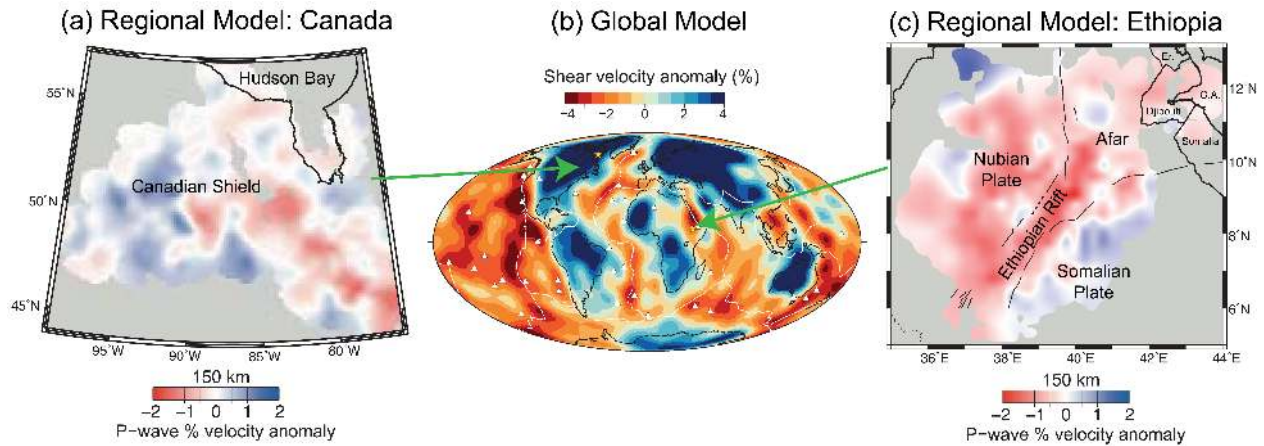 (a) Regional Model: Canada
Hudson Bay
55˚N
Canadian Shield
50˚N
45˚N
95˚W 90˚W 85˚W 80˚W
150 km
−2 −1 0 1 2
P-wave % velocity anomaly
(b) Global Model
Shear velocity anomaly (%)
−4 −2 0 2 4
(c) Regional Model: Ethiopia
Er.
12˚N
G.A.
Djibouti
Afar
Somalia
Nubian
Plate
10˚N
Ethiopian Rift
8˚N
Somalian
Plate
6˚N
36˚E 38˚E 40˚E 42˚E 44˚E
150 km
−2 −1 0 1 2
P-wave % velocity anomaly